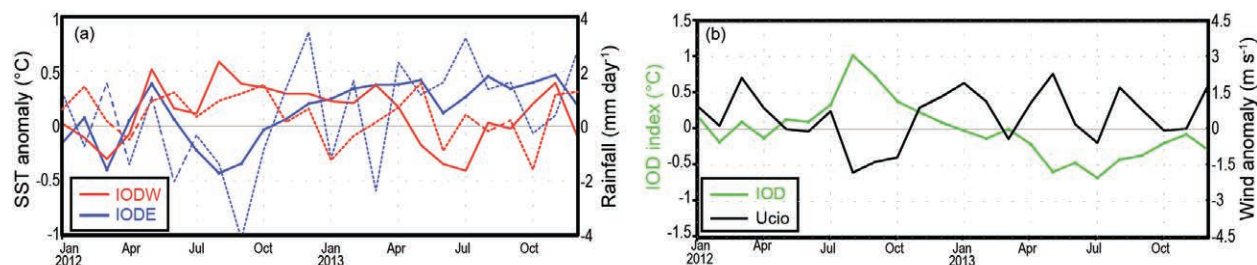 (a)
SST anomaly (°C)
1
0.5
0
-0.5
-1
Rainfall (mm day⁻¹)
4
2
0
-2
-4
IODW
IODE
Jan Apr Jul Oct Jan Apr Jul Oct
2012 2013
(b)
IOD index (°C)
1.5
1
0.5
0
-0.5
-1
-1.5
Wind anomaly (m s⁻¹)
4.5
3
1.5
0
-1.5
-3
-4.5
IOD
Ucio
Jan Apr Jul Oct Jan Apr Jul Oct
2012 2013